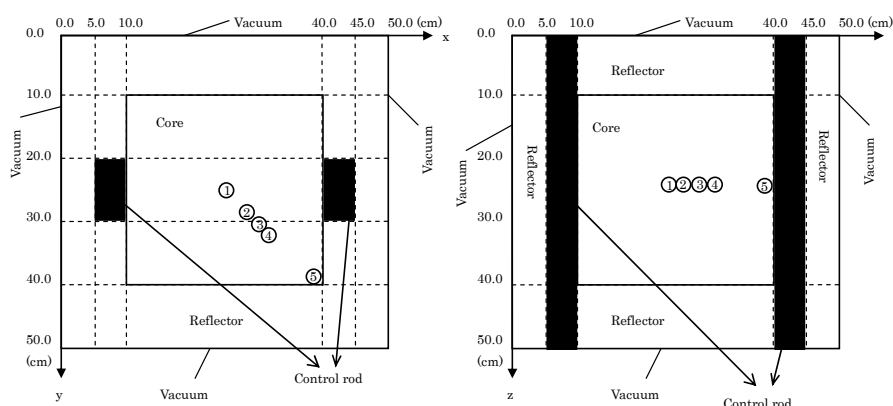 0.0 5.0 10.0 Vacuum 40.0 45.0 50.0 (cm)
0.0 x
10.0
Core
Vacuum
20.0
①
②
30.0 ③
④
⑤
40.0
Reflector
50.0
(cm)
Control rod
y Vacuum
Vacuum
0.0 5.0 10.0 Vacuum 40.0 45.0 50.0 (cm)
0.0 x
Reflector
10.0
Core
Vacuum
20.0
Reflector
① ② ③ ④ ⑤
Reflector
Vacuum
30.0
40.0
Reflector
50.0
(cm)
z Vacuum
Control rod